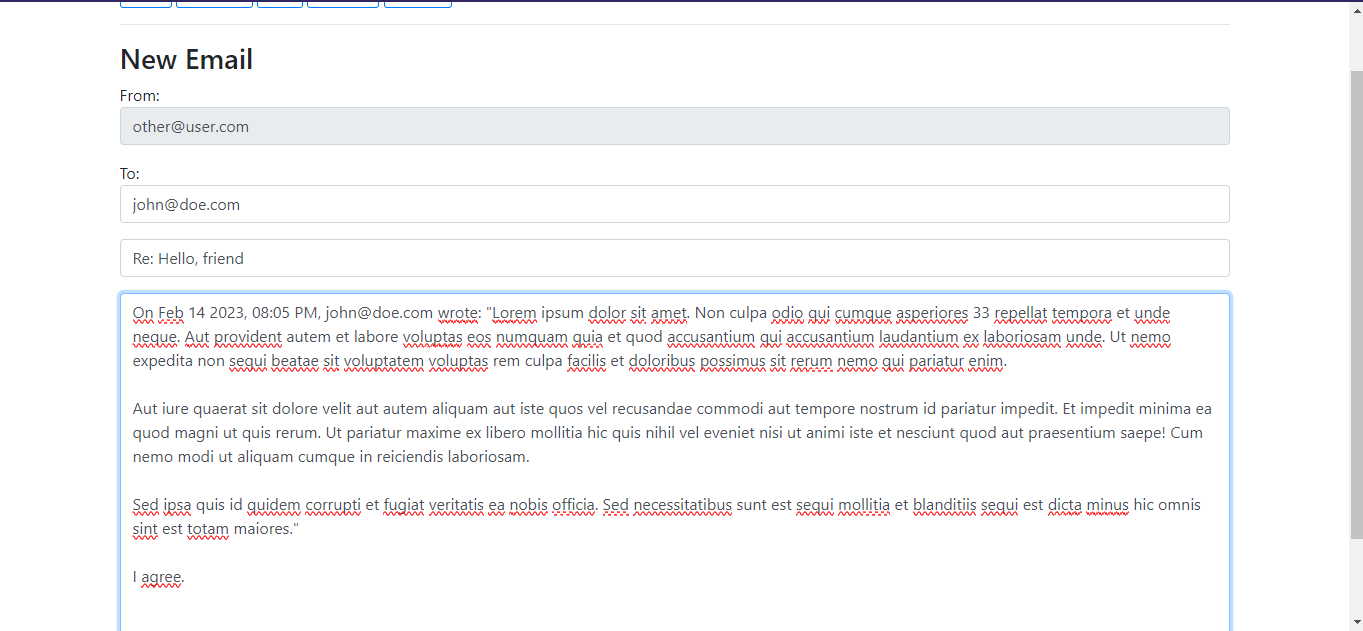 New Email
From:
other@user.com
To:
john@doe.com
Re: Hello, friend
On Feb 14 2023, 08:05 PM, john@doe.com wrote: "Lorem ipsum dolor sit amet. Non culpa odio qui cumque asperiores 33 repellat tempora et unde
neque. Aut provident autem et labore voluptas eos numquam quia et quod accusantium qui accusantium laudantium ex laboriosam unde. Ut nemo
expedita non sequi beatae sit voluptatem voluptas rem culpa facilis et doloribus possimus sit rerum nemo qui pariatur enim.
Aut iure quaerat sit dolore velit aut autem aliquam aut iste quos vel recusandae commodi aut tempore nostrum id pariatur impedit. Et impedit minima ea
quod magni ut quis rerum. Ut pariatur maxime ex libero mollitia hic quis nihil vel eveniet nisi ut animi iste et nesciunt quod aut praesentium saepe! Cum
nemo modi ut aliquam cumque in reiciendis laboriosam.
Sed ipsa quis id quidem corrupti et fugiat veritatis ea nobis officia. Sed necessitatibus sunt est sequi mollitia et blanditiis sequi est dicta minus hic omnis
sint est totam maiores."
I agree.